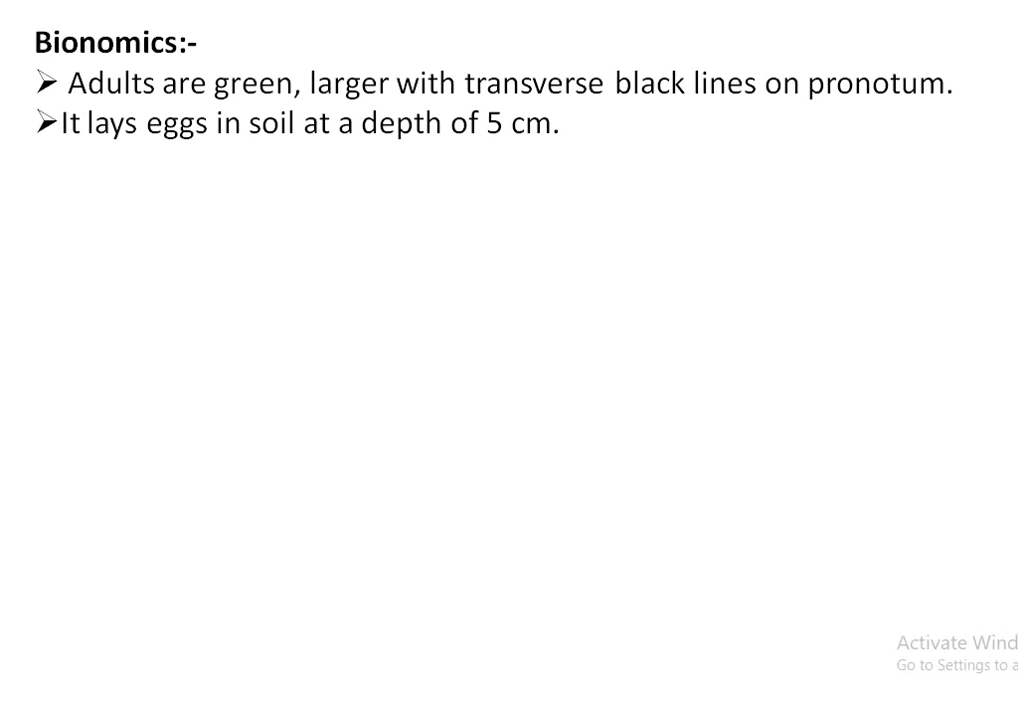 Bionomics:-
➢ Adults are green, larger with transverse black lines on pronotum.
➢It lays eggs in soil at a depth of 5 cm.
Activate Wind
Go to Settings to a